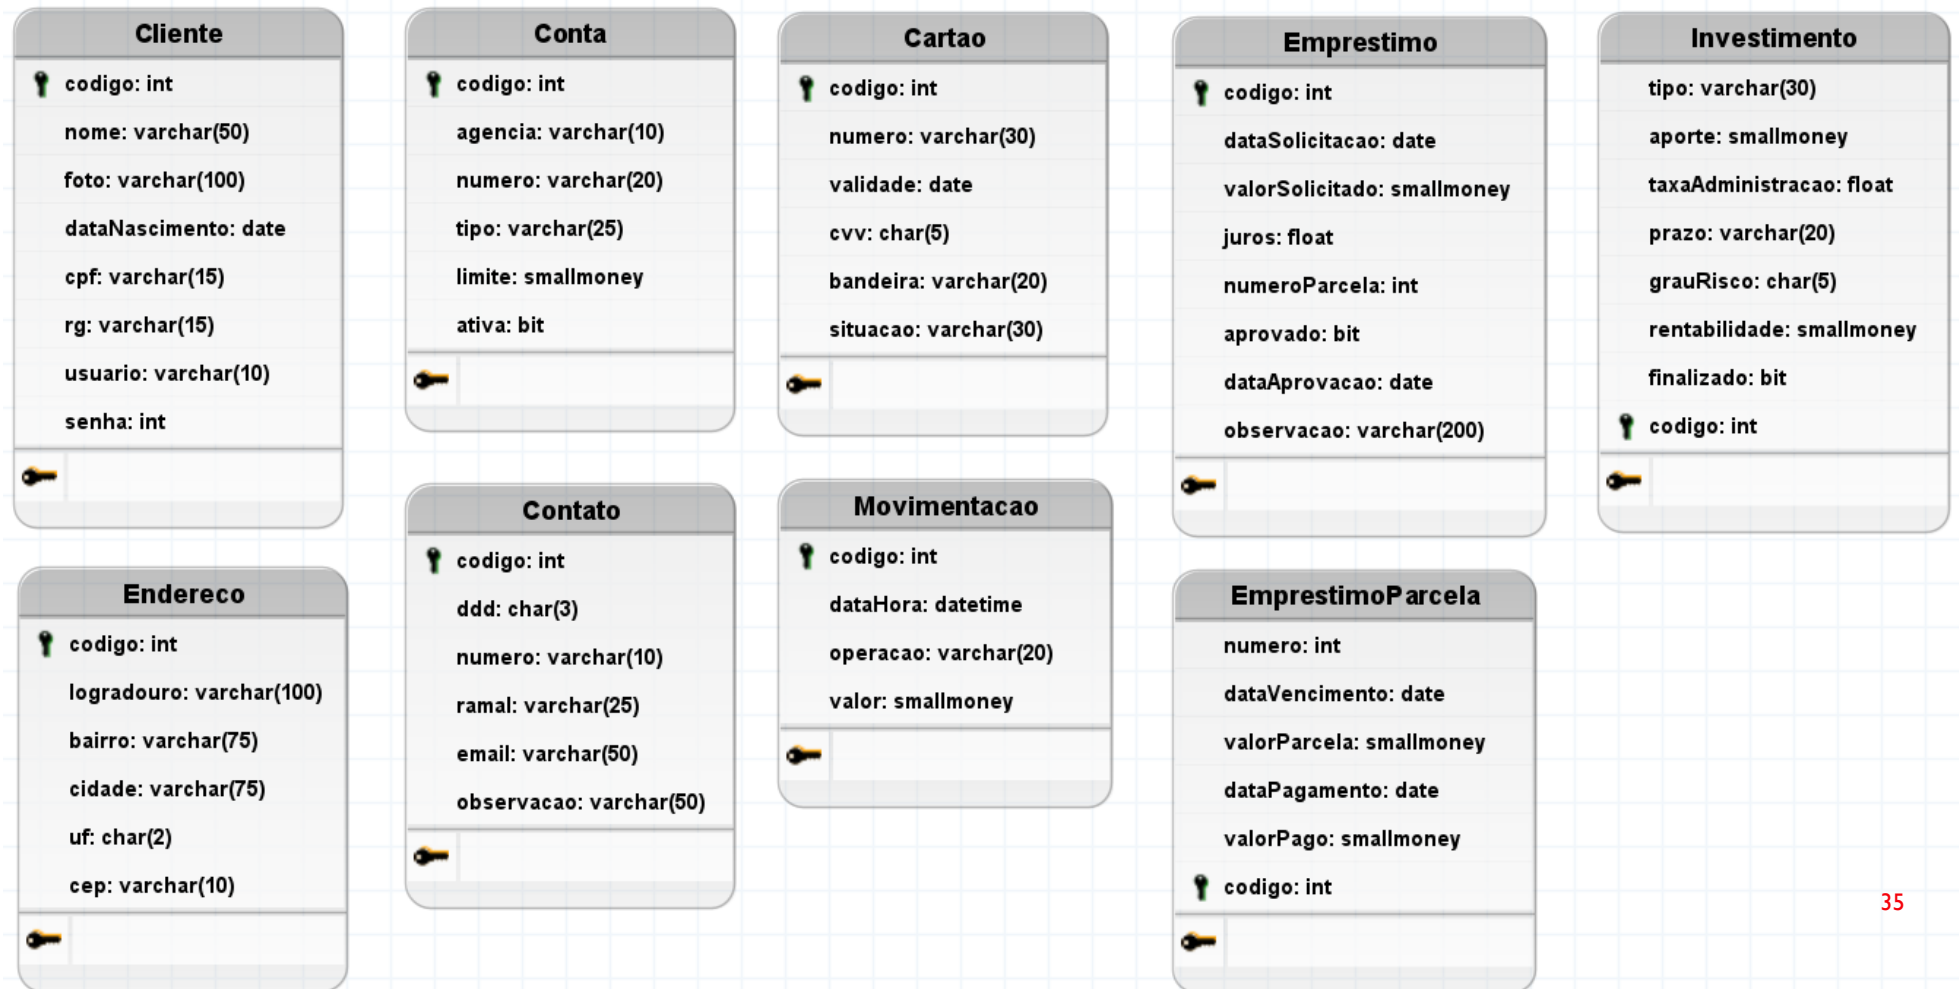 Cliente
codigo: int
nome: varchar(50)
foto: varchar(100)
dataNascimento: date
cpf: varchar(15)
rg: varchar(15)
usuario: varchar(10)
senha: int
Conta
codigo: int
agencia: varchar(10)
numero: varchar(20)
tipo: varchar(25)
limite: smallmoney
ativa: bit
Cartao
codigo: int
numero: varchar(30)
validade: date
cvv: char(5)
bandeira: varchar(20)
situacao: varchar(30)
Emprestimo
codigo: int
dataSolicitacao: date
valorSolicitado: smallmoney
juros: float
numeroParcela: int
aprovado: bit
dataAprovacao: date
observacao: varchar(200)
Investimento
tipo: varchar(30)
aporte: smallmoney
taxaAdministracao: float
prazo: varchar(20)
grauRisco: char(5)
rentabilidade: smallmoney
finalizado: bit
codigo: int
Endereco
codigo: int
logradouro: varchar(100)
bairro: varchar(75)
cidade: varchar(75)
uf: char(2)
cep: varchar(10)
Contato
codigo: int
ddd: char(3)
numero: varchar(10)
ramal: varchar(25)
email: varchar(50)
observacao: varchar(50)
Movimentacao
codigo: int
dataHora: datetime
operacao: varchar(20)
valor: smallmoney
EmprestimoParcela
numero: int
dataVencimento: date
valorParcela: smallmoney
dataPagamento: date
valorPago: smallmoney
codigo: int
35